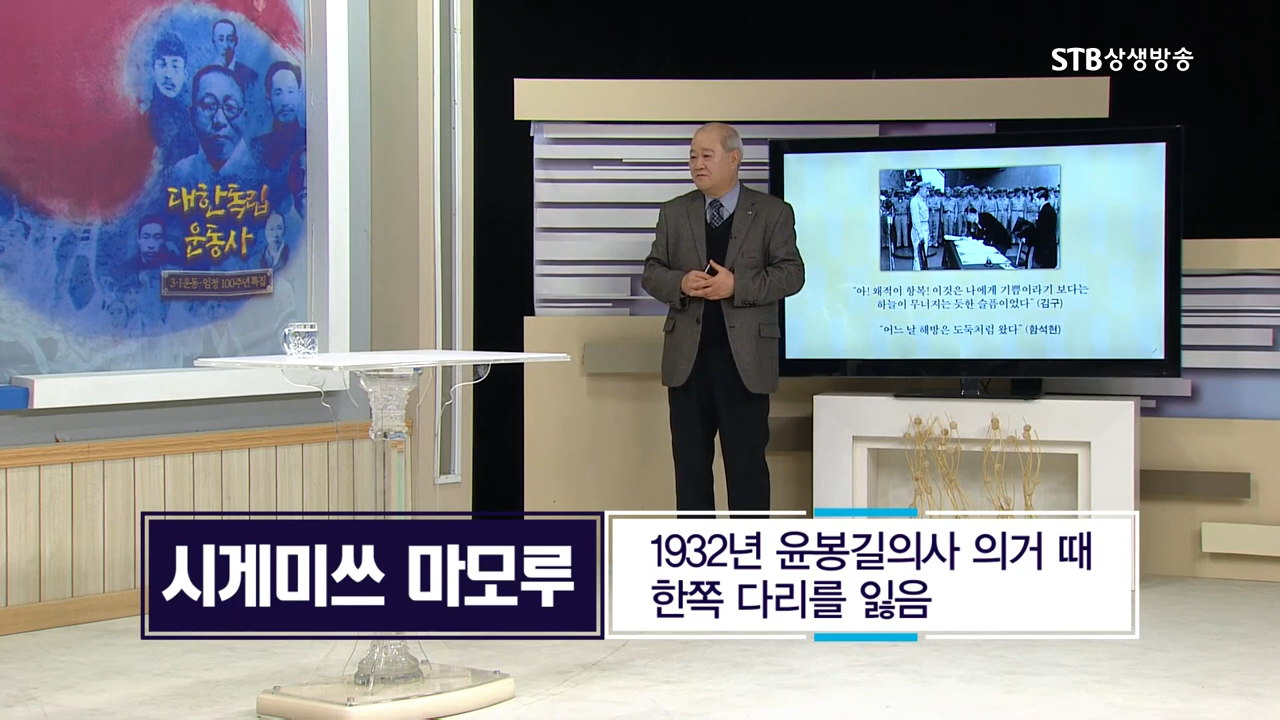 STB상생방송
대한독립
운동사
3·1운동·임정 100주년 특집
"아! 왜적이 항복! 이것은 나에게 기쁨이라기 보다는
하늘이 무너지는 듯한 슬픔이었다" (김구)
"어느 날 해방은 도둑처럼 왔다" (함석헌)
시게미쓰 마모루
1932년 윤봉길의사 의거 때
한쪽 다리를 잃음